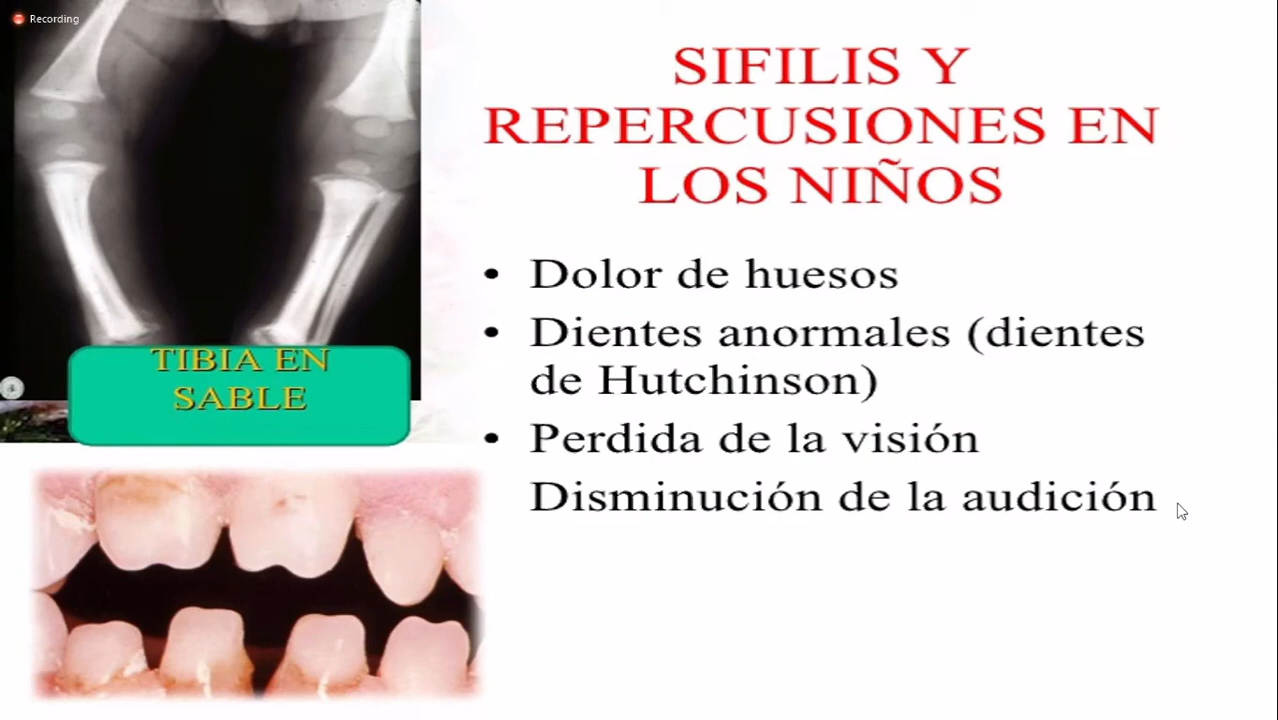 Recording
SIFILIS Y
REPERCUSIONES EN
LOS NIÑOS
• Dolor de huesos
• Dientes anormales (dientes
de Hutchinson)
• Perdida de la visión
Disminución de la audición
TIBIA EN
SABLE